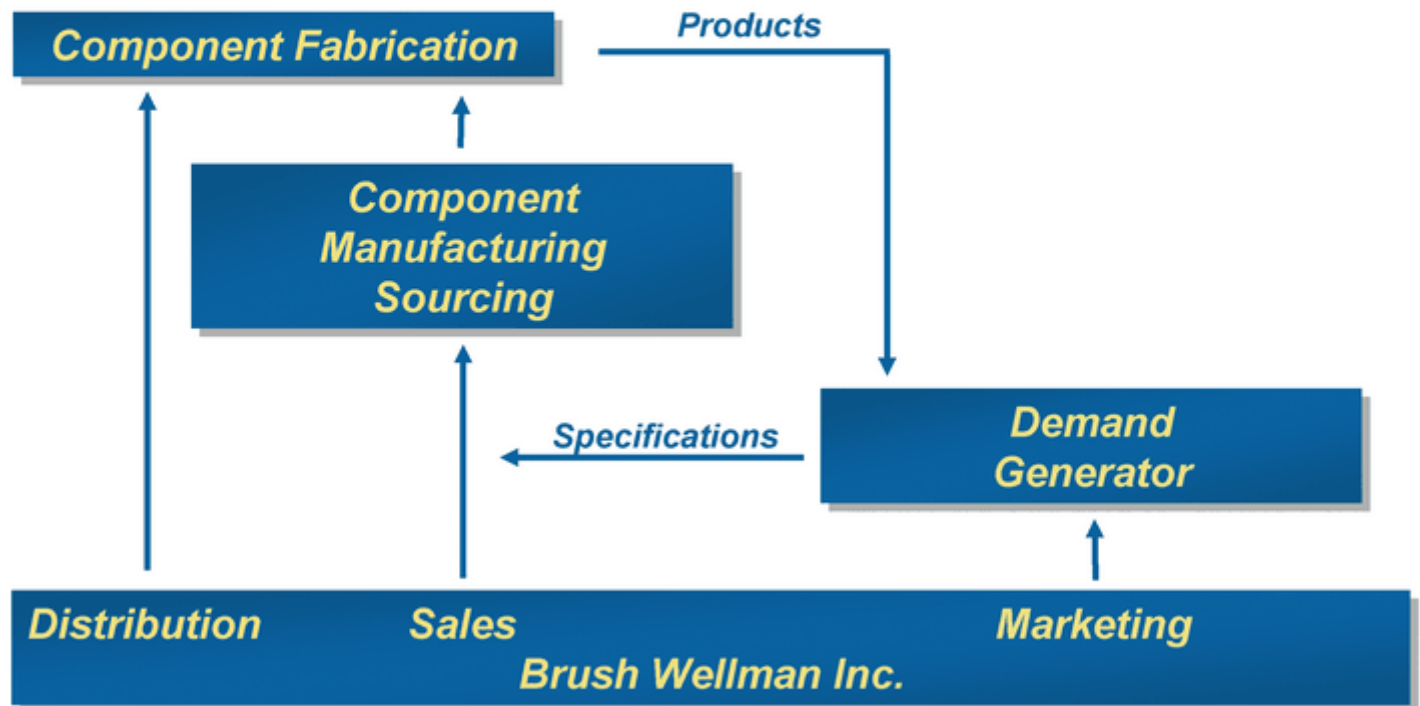 Component Fabrication
Products
Component
Manufacturing
Sourcing
Demand
Generator
Specifications
Distribution
Sales
Marketing
Brush Wellman Inc.